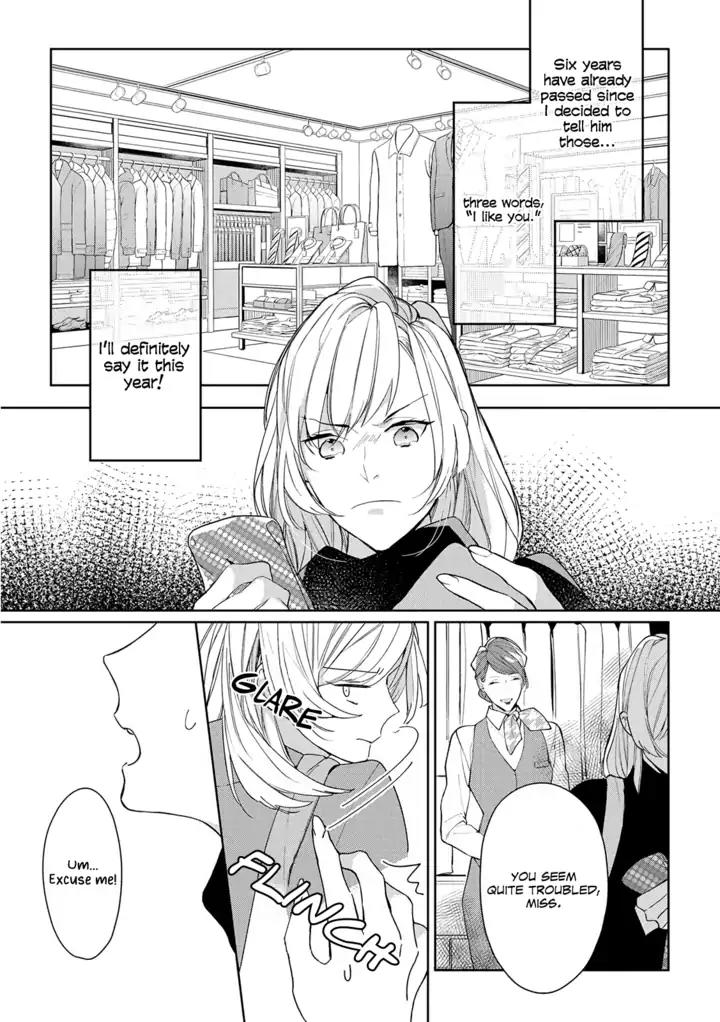 Six years
have already
passed since
I decided to
tell him
those...
three words,
"I like you."
I'll definitely
say it this
year!
YOU SEEM
QUITE TROUBLED,
MISS.
GLARE
FLINCH
Um...
Excuse me!